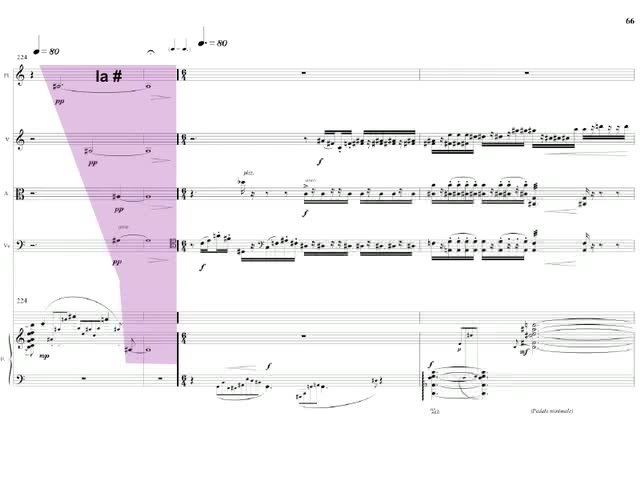 66
= 80
= 80
224
la #
Fl.
pp
V
pp
f
pizz.
A
pp
f
Vc
pp
f
224
P.
mp
f
f
p
mf
(Pedale minimale)